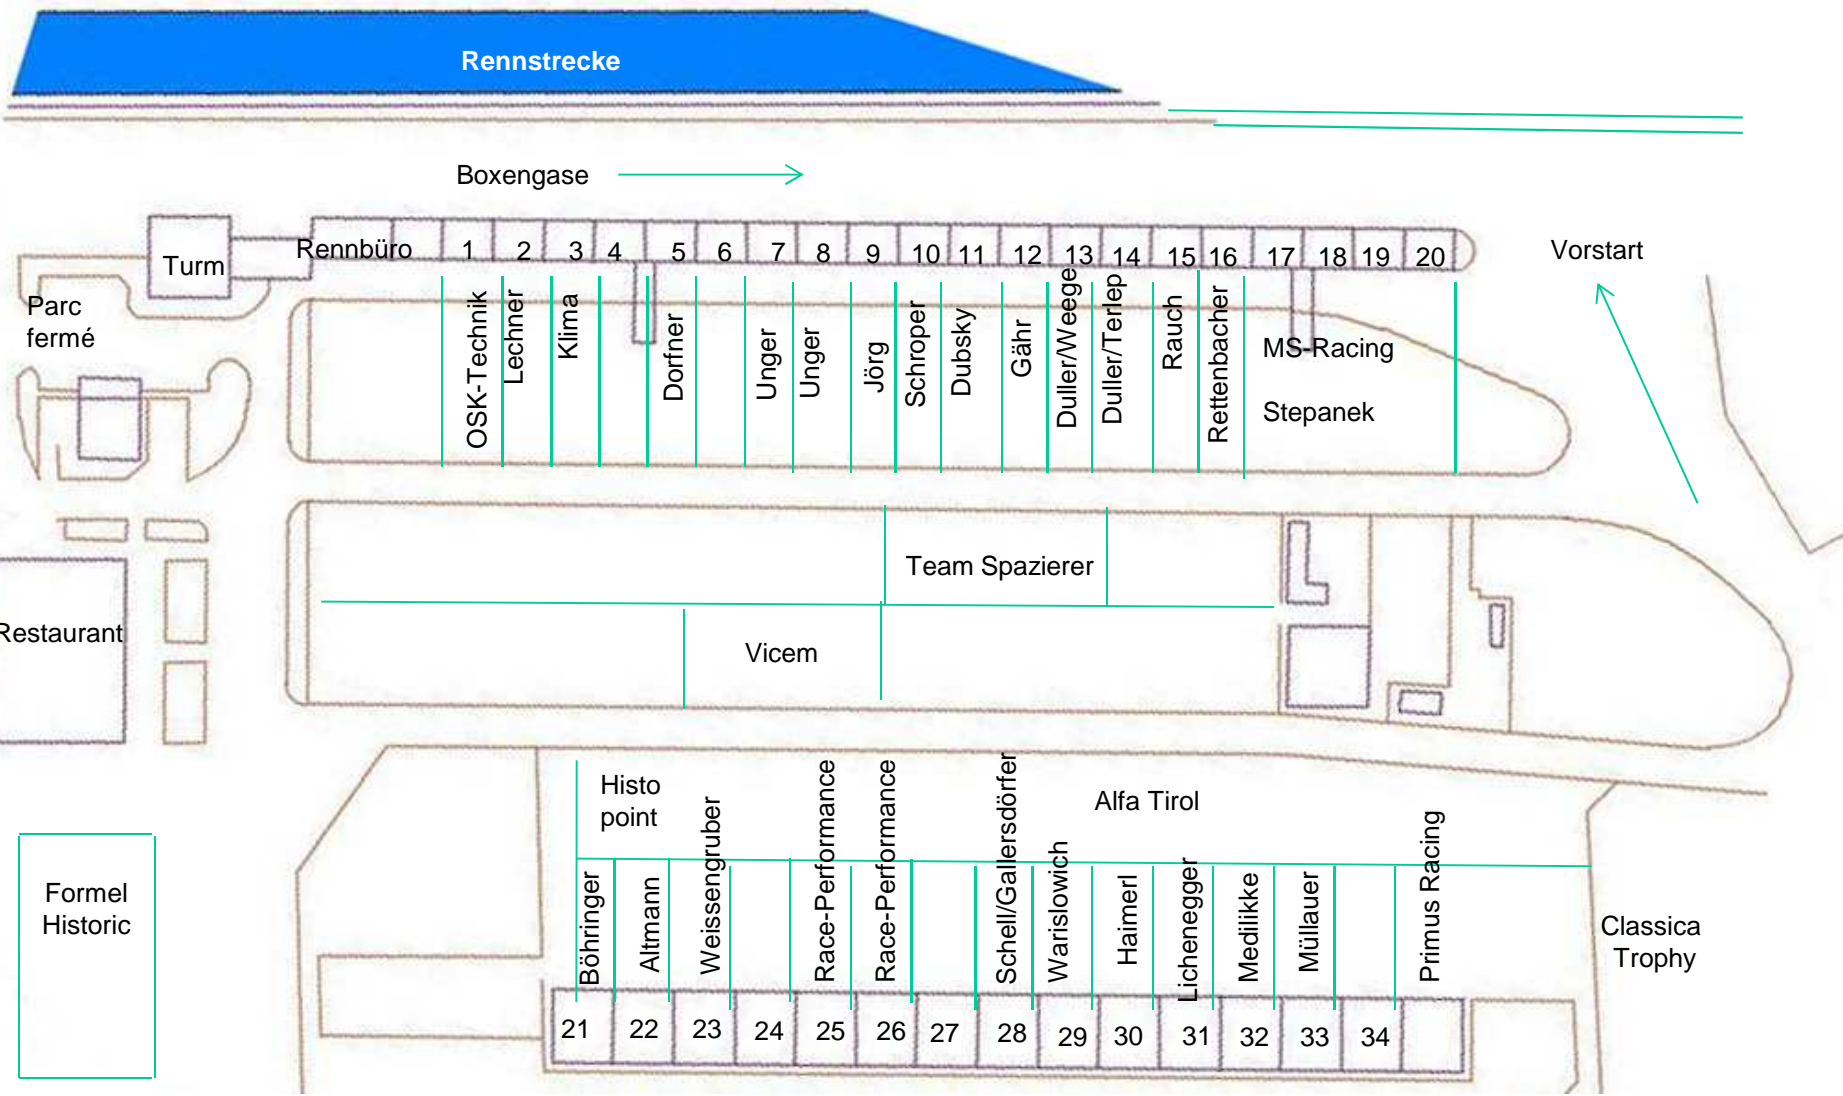 Rennstrecke
Boxengase
Turm
Rennbüro
1 2 3 4 5 6 7 8 9 10 11 12 13 14 15 16 17 18 19 20
Vorstart
Parc
fermé
OSK-Technik
Lechner
Klima
Dorfner
Unger
Unger
Jörg
Schroper
Dubsky
Gähr
Duller/Weege
Duller/Terlep
Rauch
Rettenbacher
MS-Racing
Stepanek
Team Spazierer
Restaurant
Vicem
Histo
point
Alfa Tirol
Formel
Historic
Böhringer
Altmann
Weissengruber
Race-Performance
Race-Performance
Schell/Gallersdörfer
Warislowich
Haimerl
Lichenegger
Medilikke
Müllauer
Primus Racing
Classica
Trophy
21 22 23 24 25 26 27 28 29 30 31 32 33 34